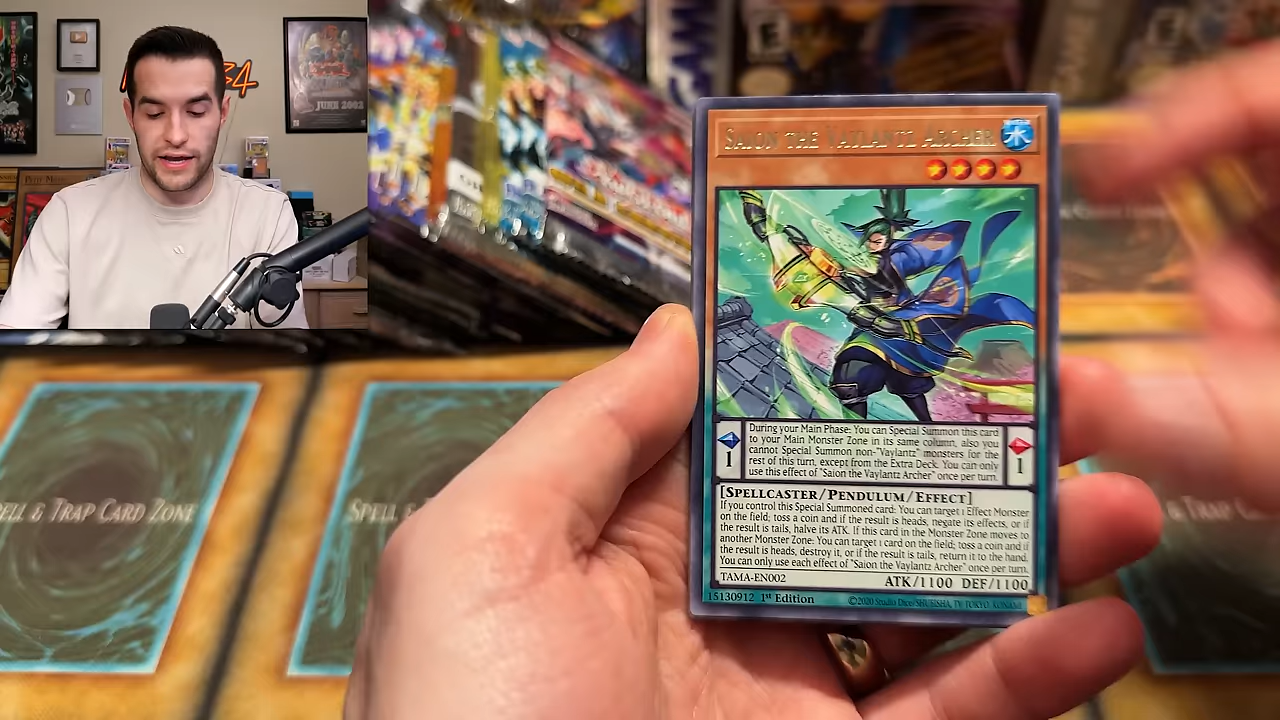 JUNE 2002
SAION THE VAYLANTZ ARCHER
水
During your Main Phase: You can Special Summon this card
to your Main Monster Zone in its same column, also you
cannot Special Summon non-"Vaylantz" monsters for the
rest of this turn, except from the Extra Deck. You can only
use this effect of "Saion the Vaylantz Archer" once per turn.
1
1
[SPELLCASTER/PENDULUM/EFFECT]
If you control this Special Summoned card: You can target 1 Effect Monster
on the field; toss a coin and if the result is heads, negate its effects, or if
the result is tails, halve its ATK. If this card in the Monster Zone moves to
another Monster Zone: You can target 1 card on the field; toss a coin and if
the result is heads, destroy it, or if the result is tails, return it to the hand.
You can only use each effect of "Saion the Vaylantz Archer" once per turn.
TAMA-EN002
ATK/1100 DEF/1100
15130912 1st Edition
©2020 Studio Dice/SHUEISHA, TV TOKYO, KONAMI
ELL & TRAP CARD ZONE
SPELL &
& TRAP C